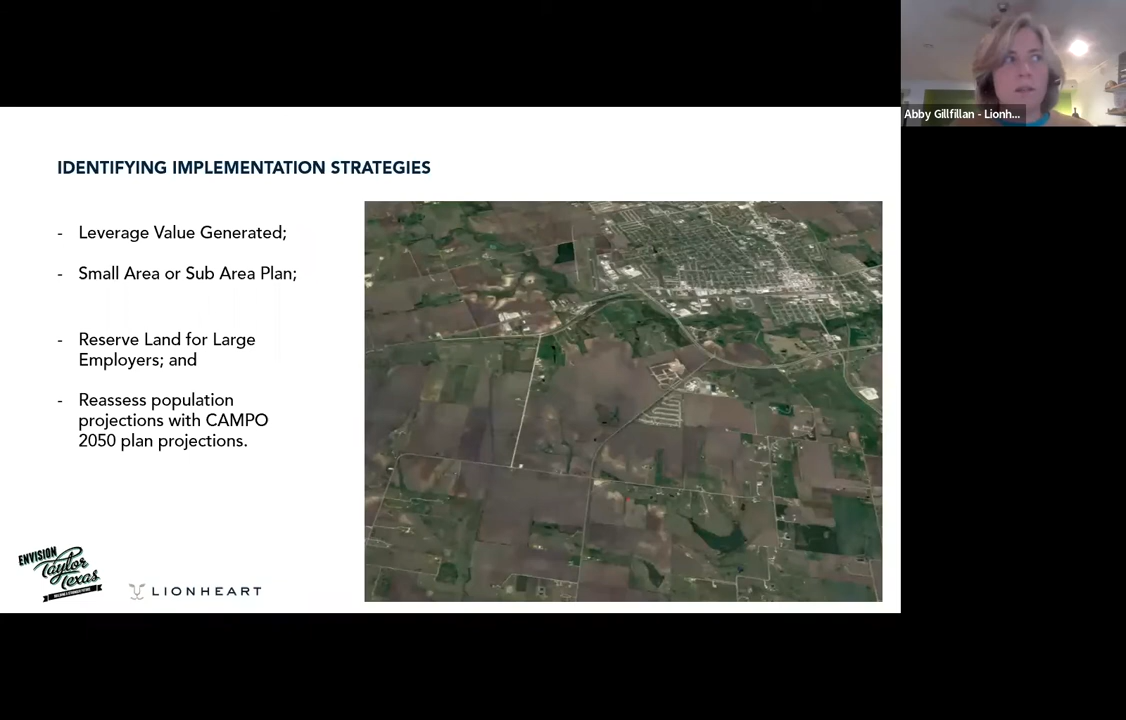 Abby Gillfillan - Lionh...
IDENTIFYING IMPLEMENTATION STRATEGIES
- Leverage Value Generated;
- Small Area or Sub Area Plan;
- Reserve Land for Large
Employers; and
- Reassess population
projections with CAMPO
2050 plan projections.
ENVISION
Taylor
Texas
LIONHEART